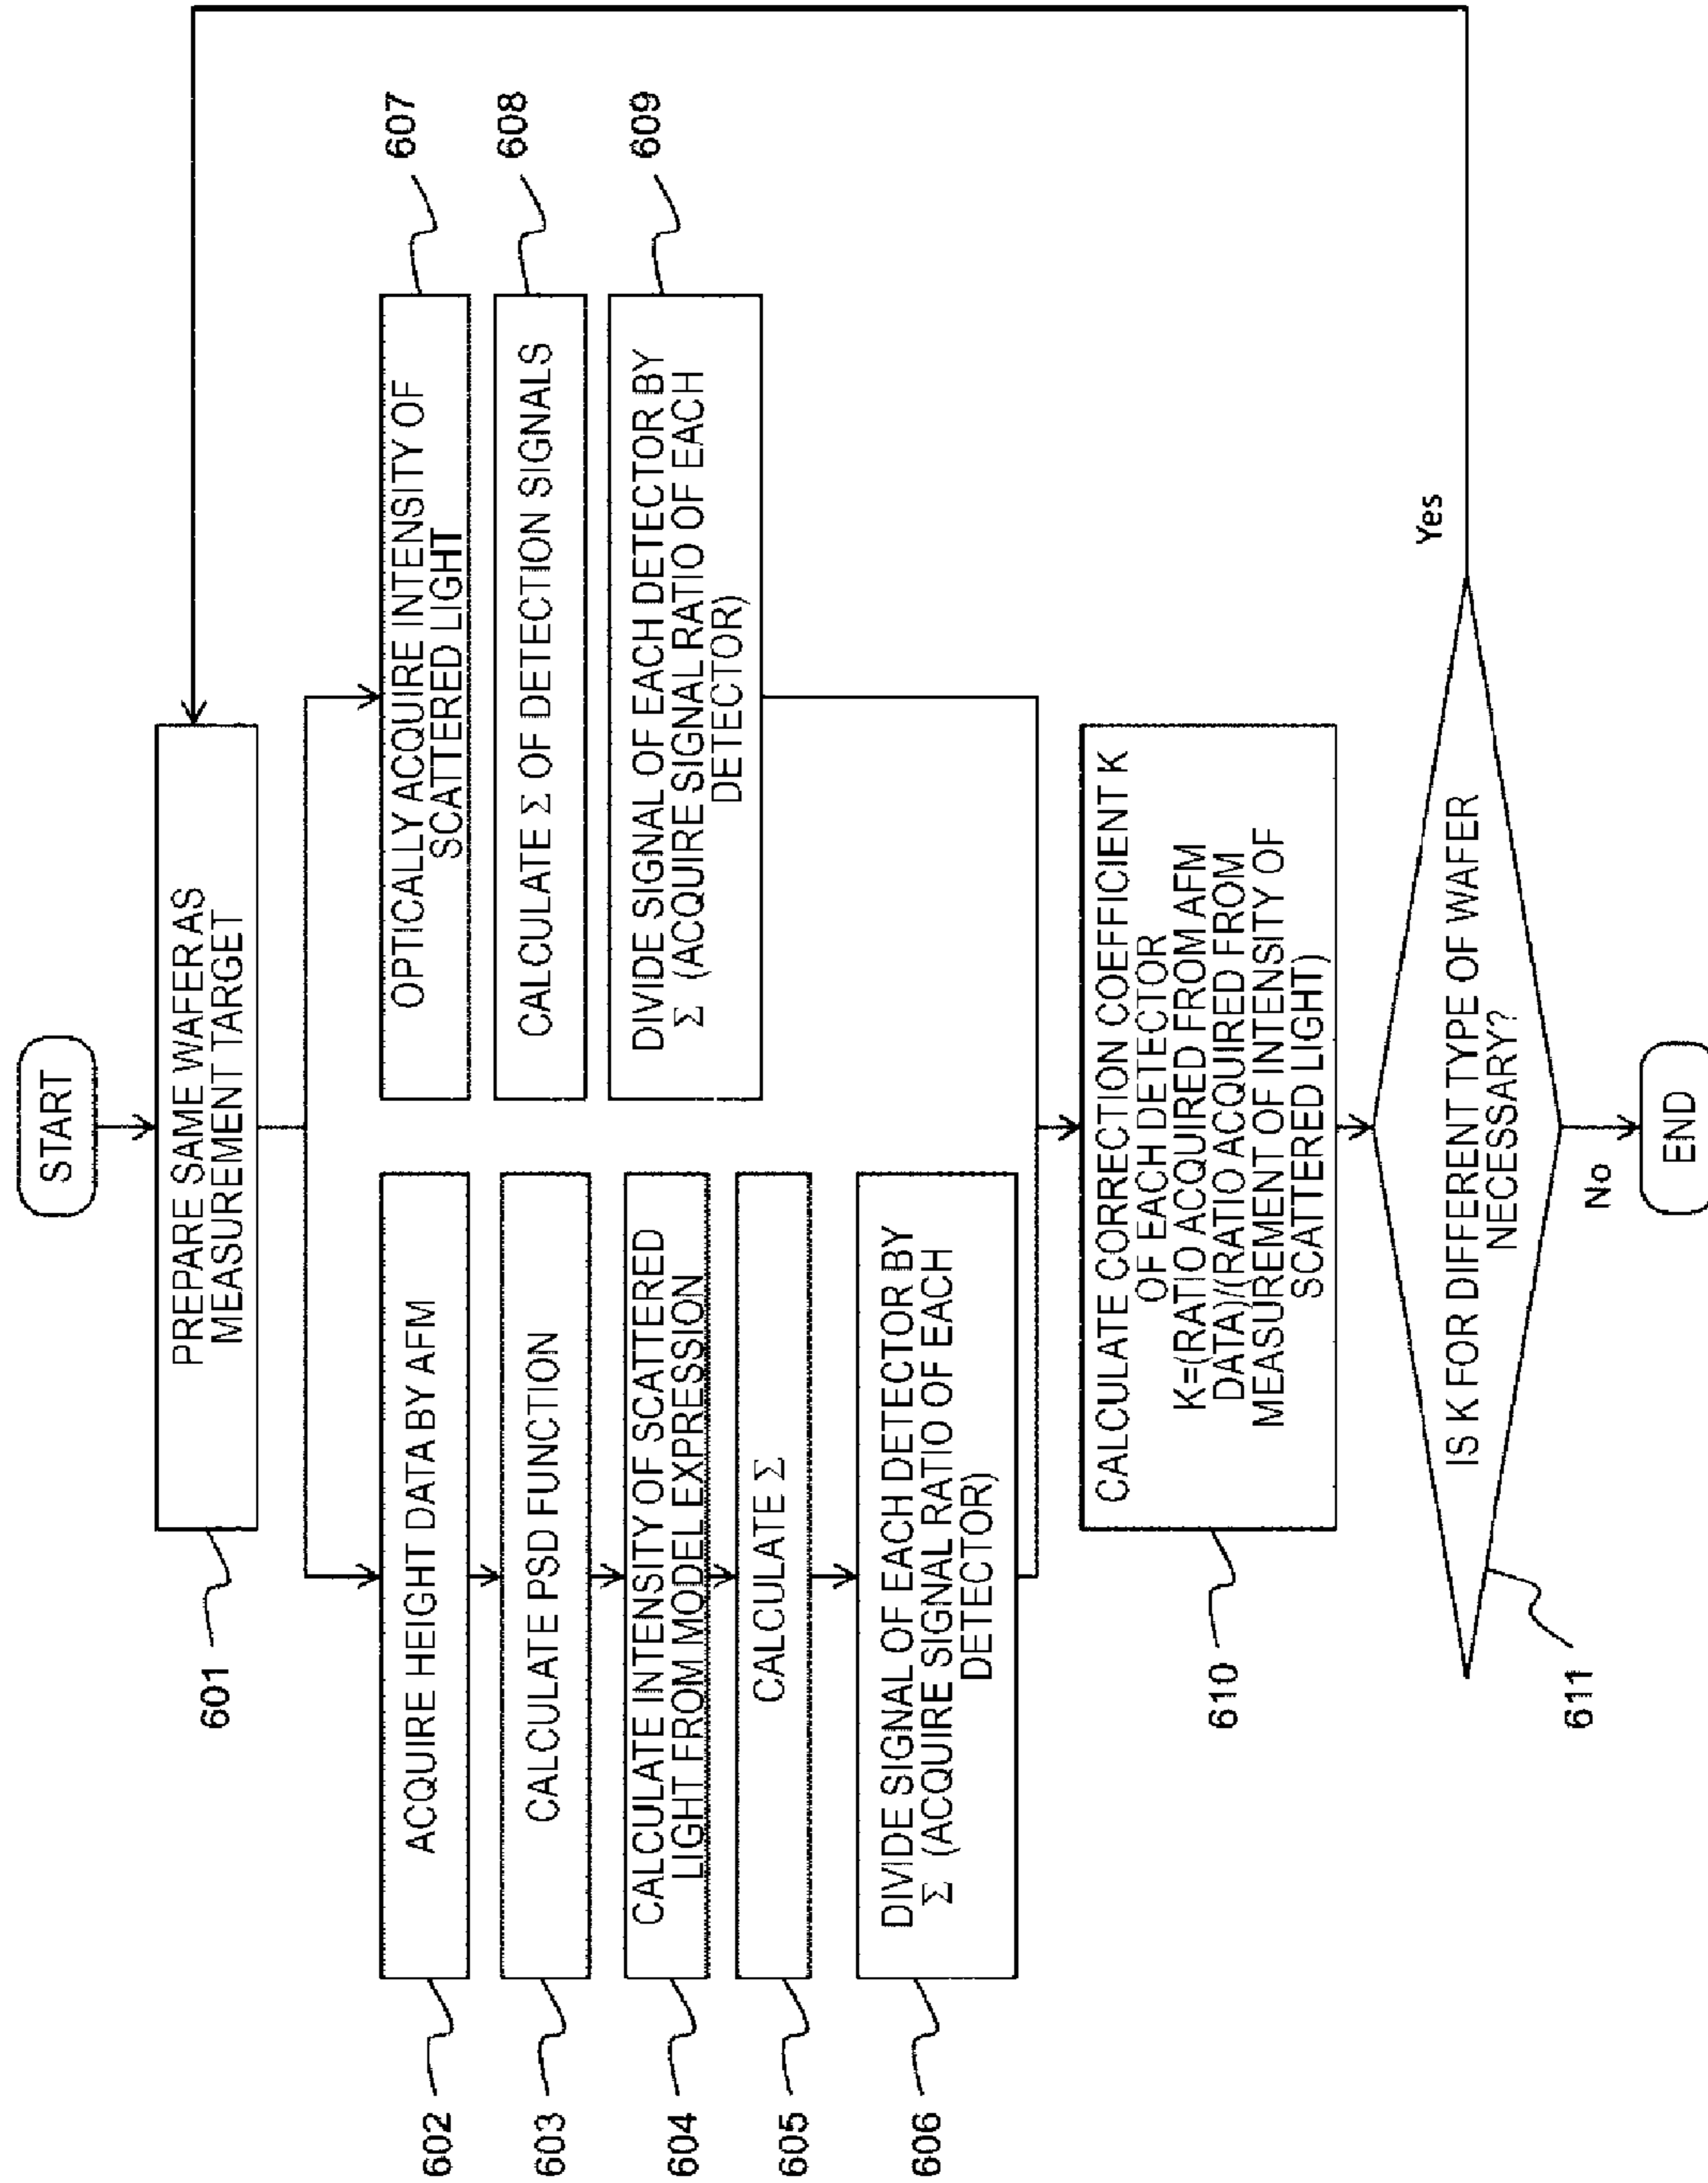 START
PREPARE SAME WAFER AS
MEASUREMENT TARGET
601
ACQUIRE HEIGHT DATA BY AFM
602
CALCULATE PSD FUNCTION
603
CALCULATE INTENSITY OF SCATTERED
LIGHT FROM MODEL EXPRESSION
604
CALCULATE Σ
605
DIVIDE SIGNAL OF EACH DETECTOR BY
Σ (ACQUIRE SIGNAL RATIO OF EACH
DETECTOR)
606
OPTICALLY ACQUIRE INTENSITY OF
SCATTERED LIGHT
607
CALCULATE Σ OF DETECTION SIGNALS
608
DIVIDE SIGNAL OF EACH DETECTOR BY
Σ (ACQUIRE SIGNAL RATIO OF EACH
DETECTOR)
609
CALCULATE CORRECTION COEFFICIENT K
OF EACH DETECTOR
K=(RATIO ACQUIRED FROM AFM
DATA)/(RATIO ACQUIRED FROM
MEASUREMENT OF INTENSITY OF
SCATTERED LIGHT)
610
IS K FOR DIFFERENT TYPE OF WAFER
NECESSARY?
611
Yes
No
END